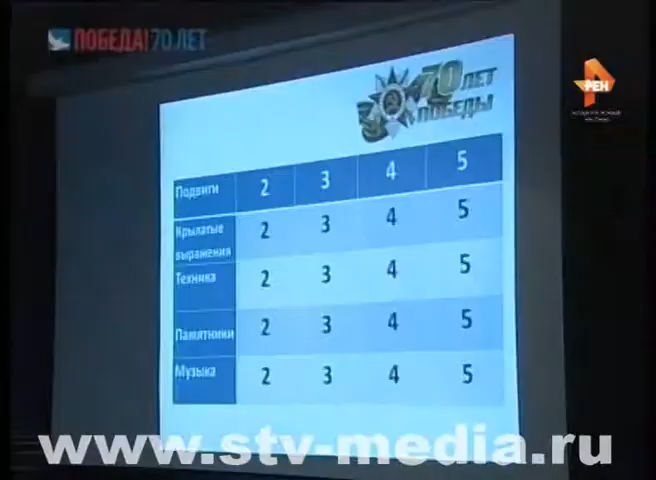 ПОБЕДА! 70 ЛЕТ
РЕН
70 ЛЕТ
ПОБЕДЫ
Подвиги 2 3 4 5
Крылатые
выражения 2 3 4 5
Техника 2 3 4 5
Памятники 2 3 4 5
Музыка 2 3 4 5
www.stv-media.ru